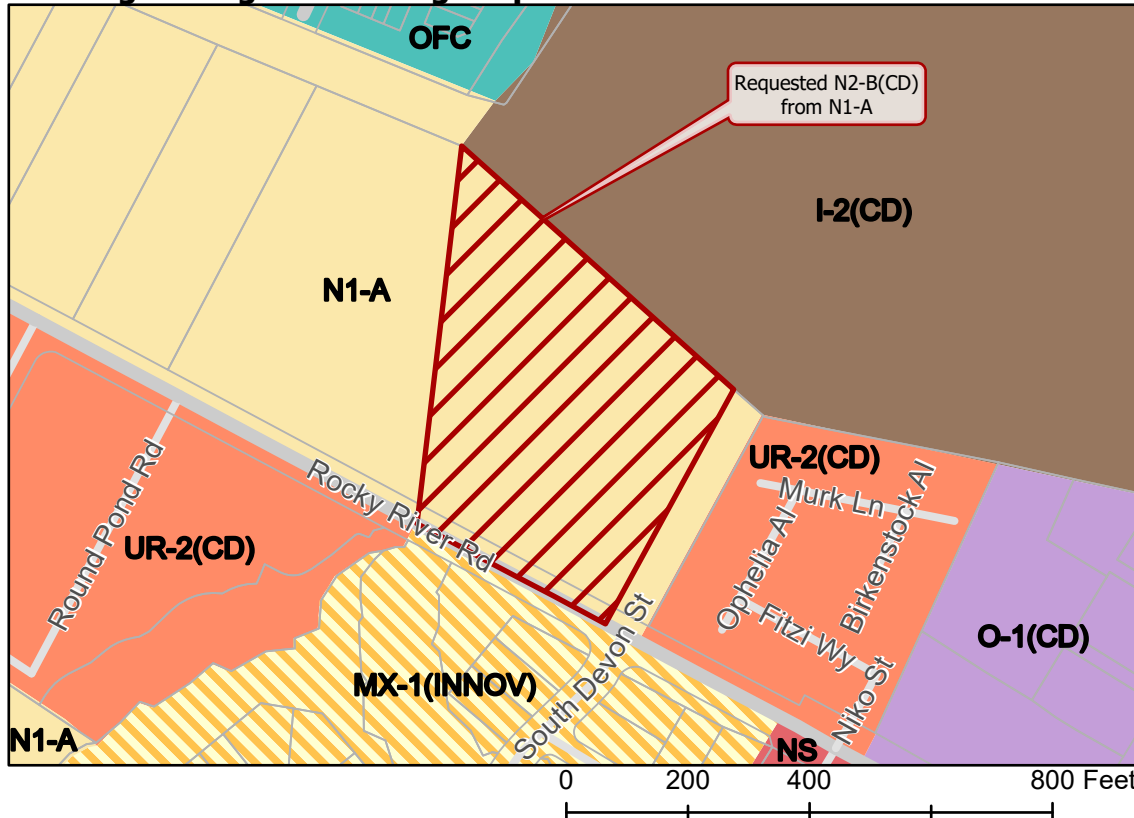 OFC
Requested N2-B(CD)
from N1-A
I-2(CD)
N1-A
Rocky River Rd
Round Pond Rd
UR-2(CD)
UR-2(CD)
Murk Ln
Ophelia Al
Birkenstock Al
Fitzi Wy
O-1(CD)
MX-1(INNOV)
South Devon St
Niko St
N1-A
NS
0 200 400 800 Feet